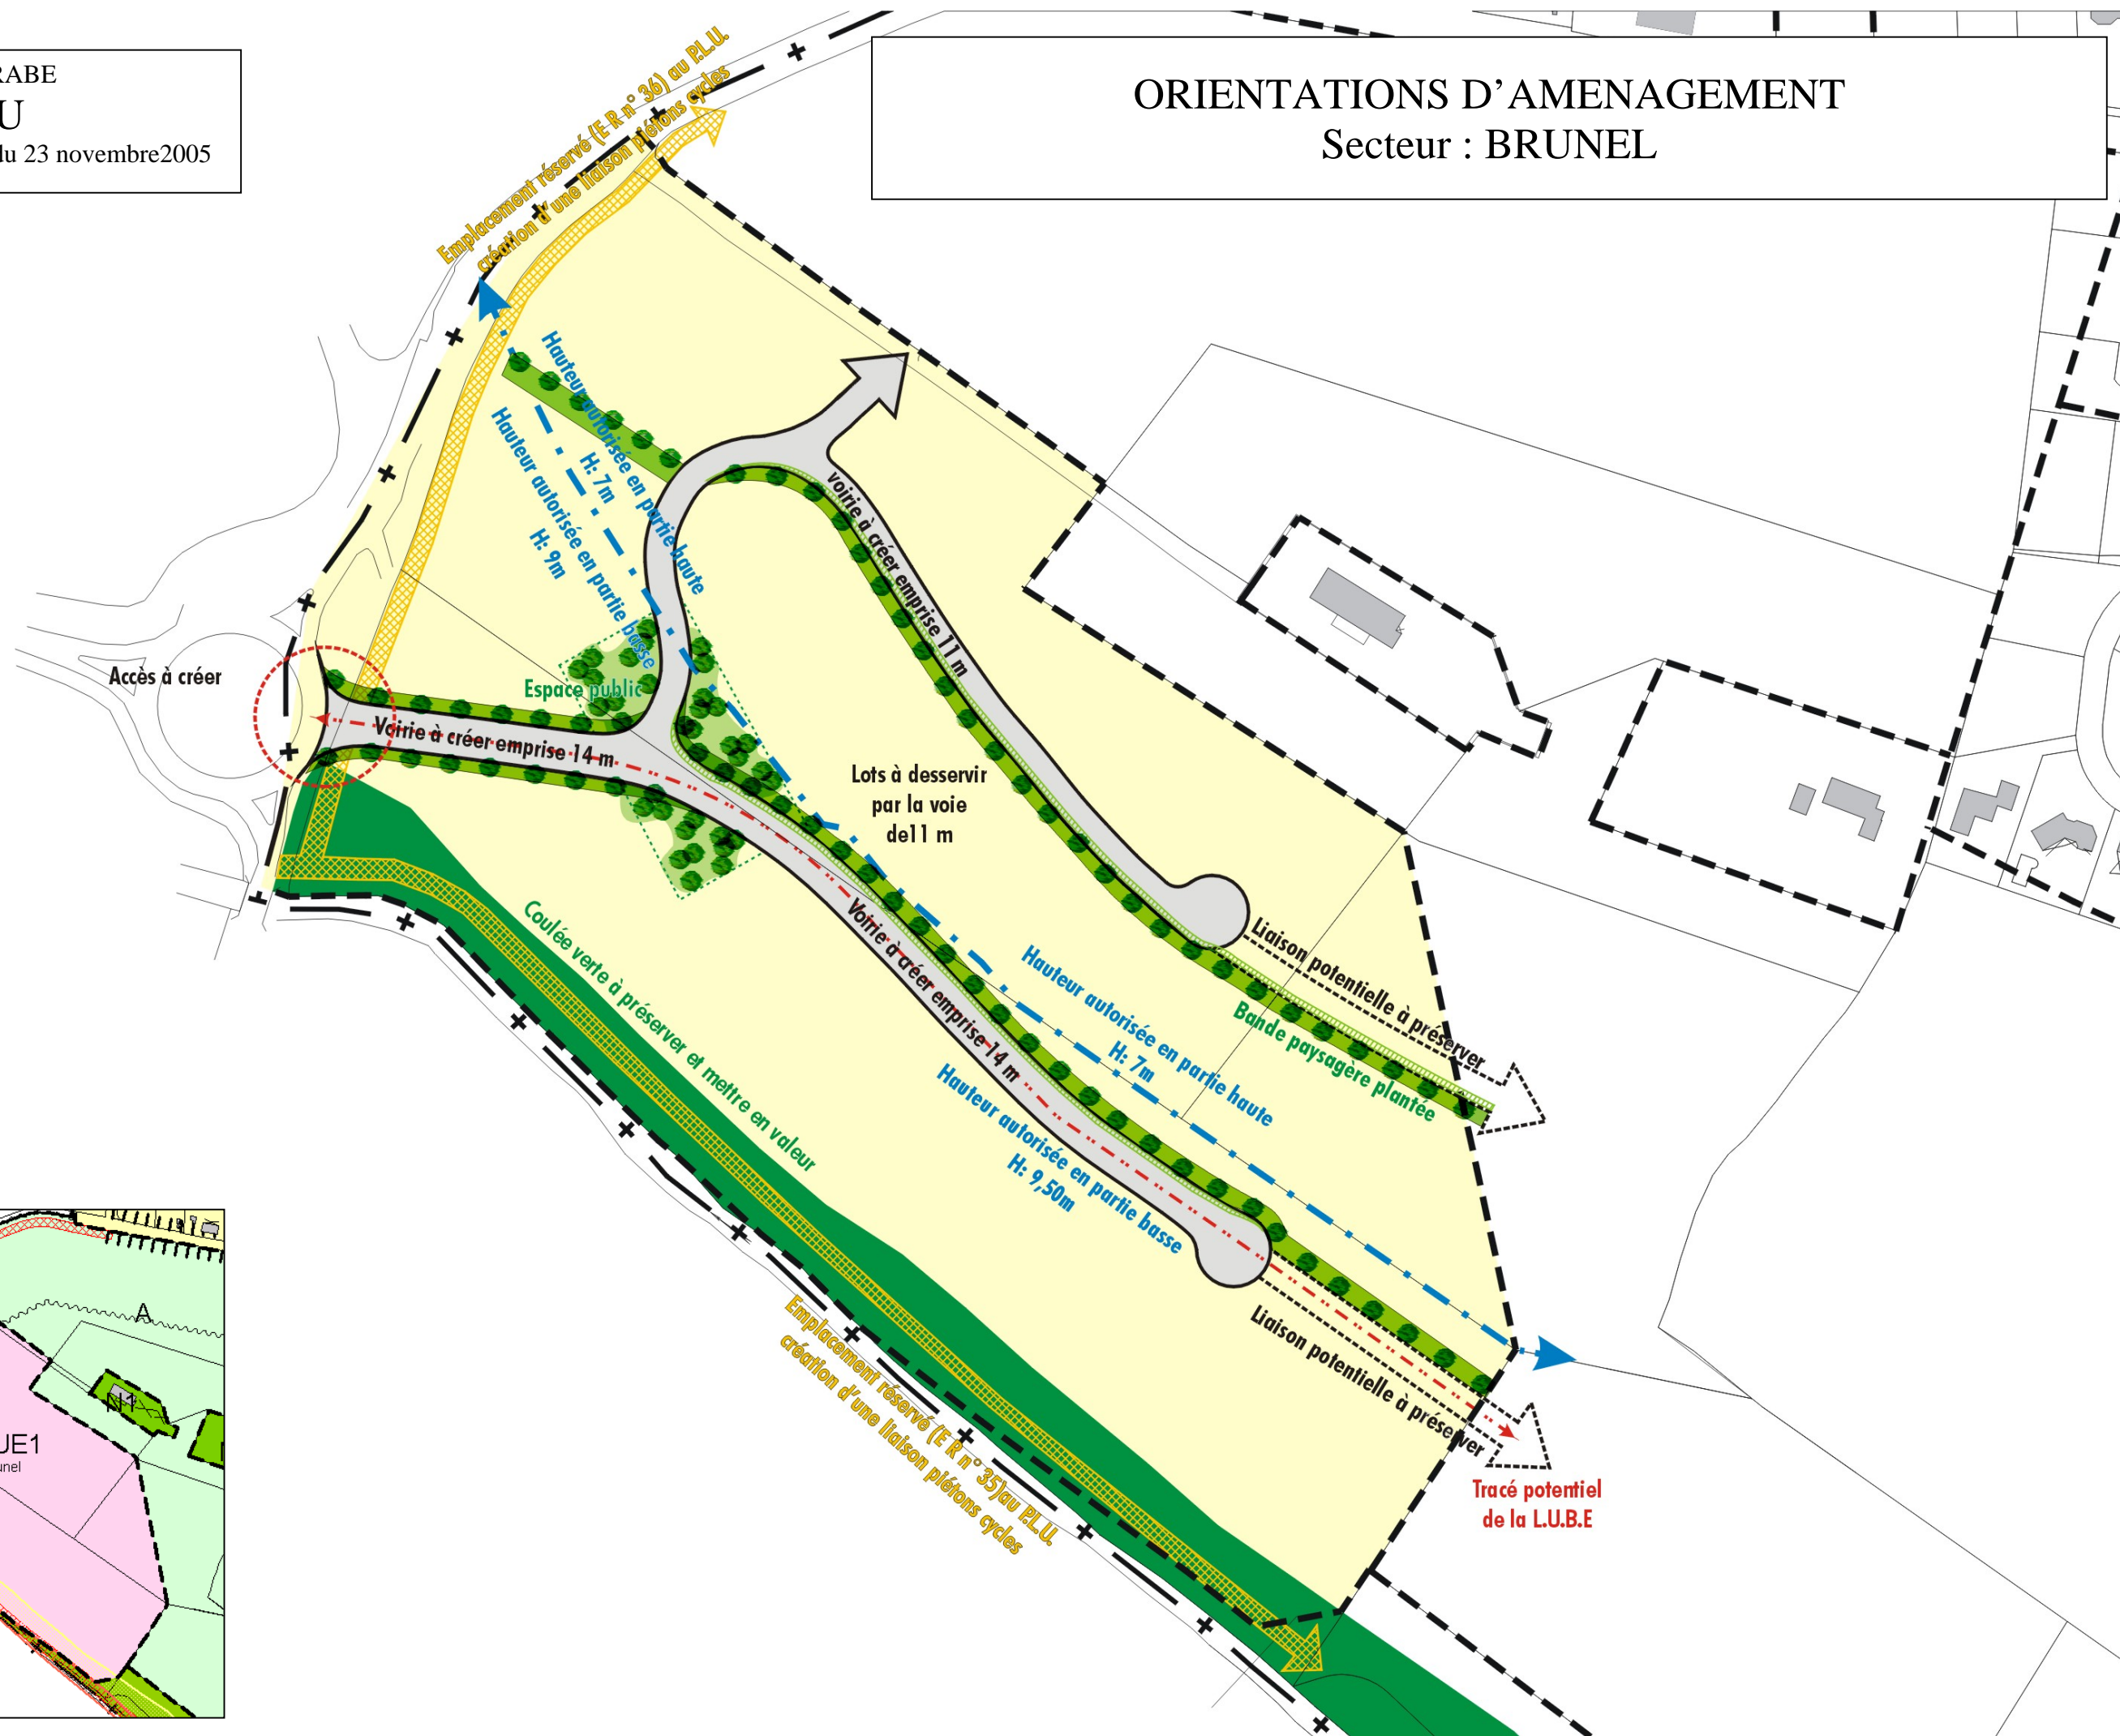 RABE
U
du 23 novembre2005
ORIENTATIONS D'AMENAGEMENT
Secteur : BRUNEL
Emplacement réservé (E R n° 36) au P.L.U.
création d'une liaison piétons cycles
Hauteur autorisée en partie haute
H: 7m
Hauteur autorisée en partie basse
H: 9m
voirie à créer emprise 11 m
Accès à créer
Espace public
Voirie à créer emprise 14 m
Lots à desservir
par la voie
de11 m
Voirie à créer emprise 14 m
Coulée verte à préserver et mettre en valeur
Liaison potentielle à préserver
Bande paysagère plantée
Hauteur autorisée en partie haute
H: 7m
Hauteur autorisée en partie basse
H: 9,50m
Liaison potentielle à préserver
Emplacement réservé (E R n° 35)au P.L.U.
création d'une liaison piétons cycles
Tracé potentiel
de la L.U.B.E
A
N1
UE1
unel